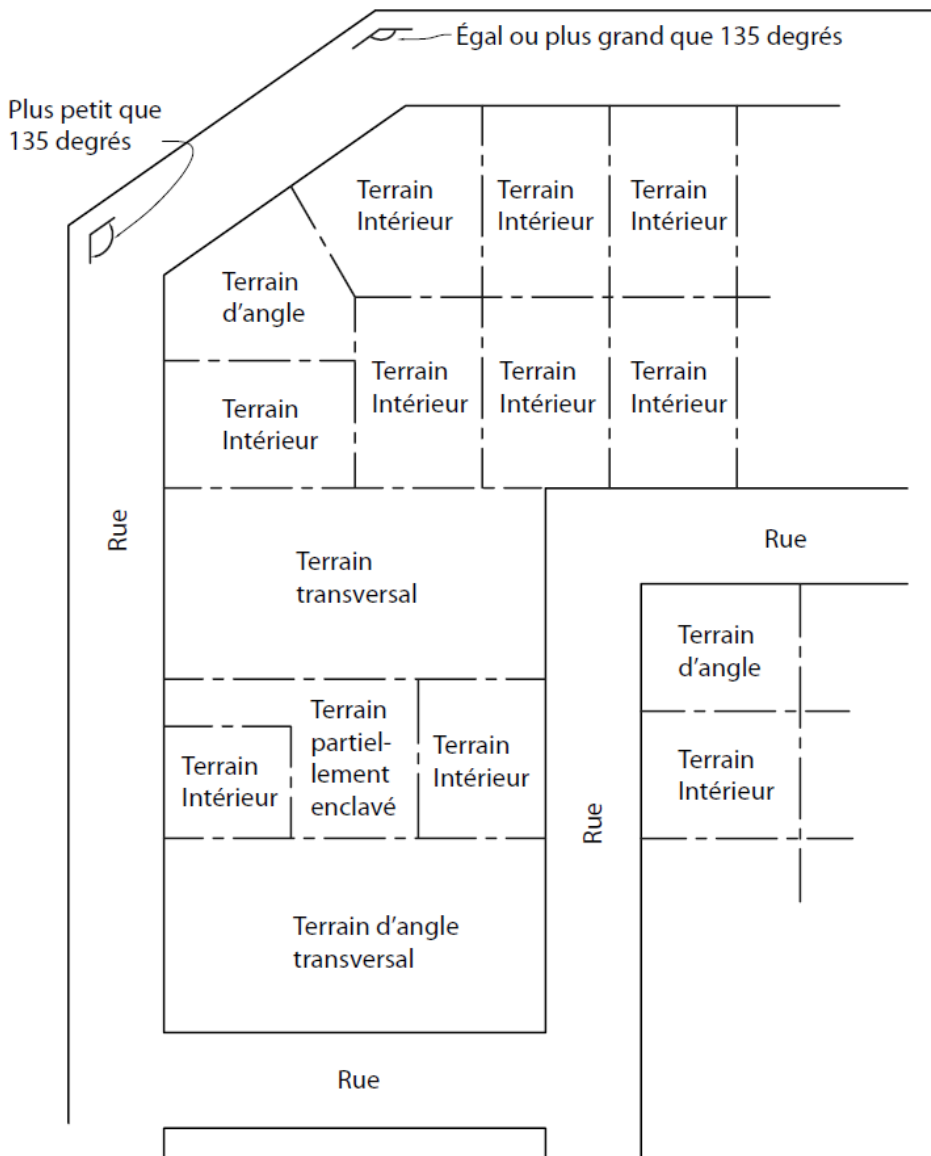 Égal ou plus grand que 135 degrés
Plus petit que
135 degrés
Terrain
Intérieur
Terrain
Intérieur
Terrain
Intérieur
Terrain
d’angle
Terrain
Intérieur
Terrain
Intérieur
Terrain
Intérieur
Terrain
Intérieur
Rue
Terrain
transversal
Rue
Terrain
d’angle
Terrain
partiel-
lement
enclavé
Terrain
Intérieur
Terrain
Intérieur
Terrain
Intérieur
Rue
Terrain d’angle
transversal
Rue